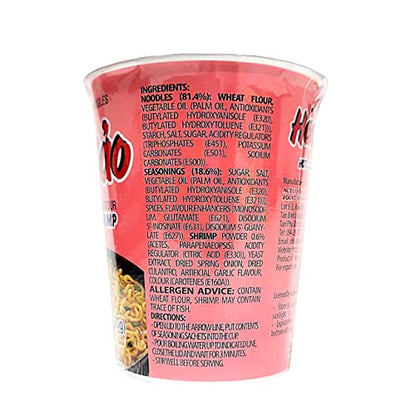 INGREDIENTS:
NOODLES (81.4%): WHEAT FLOUR,
VEGETABLE OIL (PALM OIL, ANTIOXIDANTS
(BUTYLATED HYDROXYANISOLE (E320),
BUTYLATED HYDROXYTOLUENE (E321))),
STARCH, SALT, SUGAR, ACIDITY REGULATORS
(TRIPHOSPHATES (E451), POTASSIUM
CARBONATES (E501), SODIUM
CARBONATES (E500)).
SEASONINGS (18.6%): SUGAR, SALT,
VEGETABLE OIL (PALM OIL, ANTIOXIDANTS
(BUTYLATED HYDROXYANISOLE (E320),
BUTYLATED HYDROXYTOLUENE (E321))),
SPICES, FLAVOUR ENHANCERS (MONOSODI-
UM GLUTAMATE (E621), DISODIUM
5'-INOSINATE (E631), DISODIUM 5'-GUANY-
LATE (E627)), SHRIMP POWDER 0.6%
(ACETES, PARAPENAEOPSIS), ACIDITY
REGULATOR (CITRIC ACID (E330)), YEAST
EXTRACT, DRIED SPRING ONION, DRIED
CULANTRO, ARTIFICIAL GARLIC FLAVOUR,
COLOUR (CAROTENES (E160A)).
ALLERGEN ADVICE: CONTAIN
WHEAT FLOUR, SHRIMP. MAY CONTAIN
TRACE OF FISH.
DIRECTIONS:
- OPEN LID TO THE ARROW LINE, PUT CONTENTS
OF SEASONING SACHETS INTO THE CUP.
- POUR BOILING WATER UP TO INDICATED LINE,
CLOSE THE LID AND WAIT FOR 3 MINUTES.
- STIR WELL BEFORE SERVING.